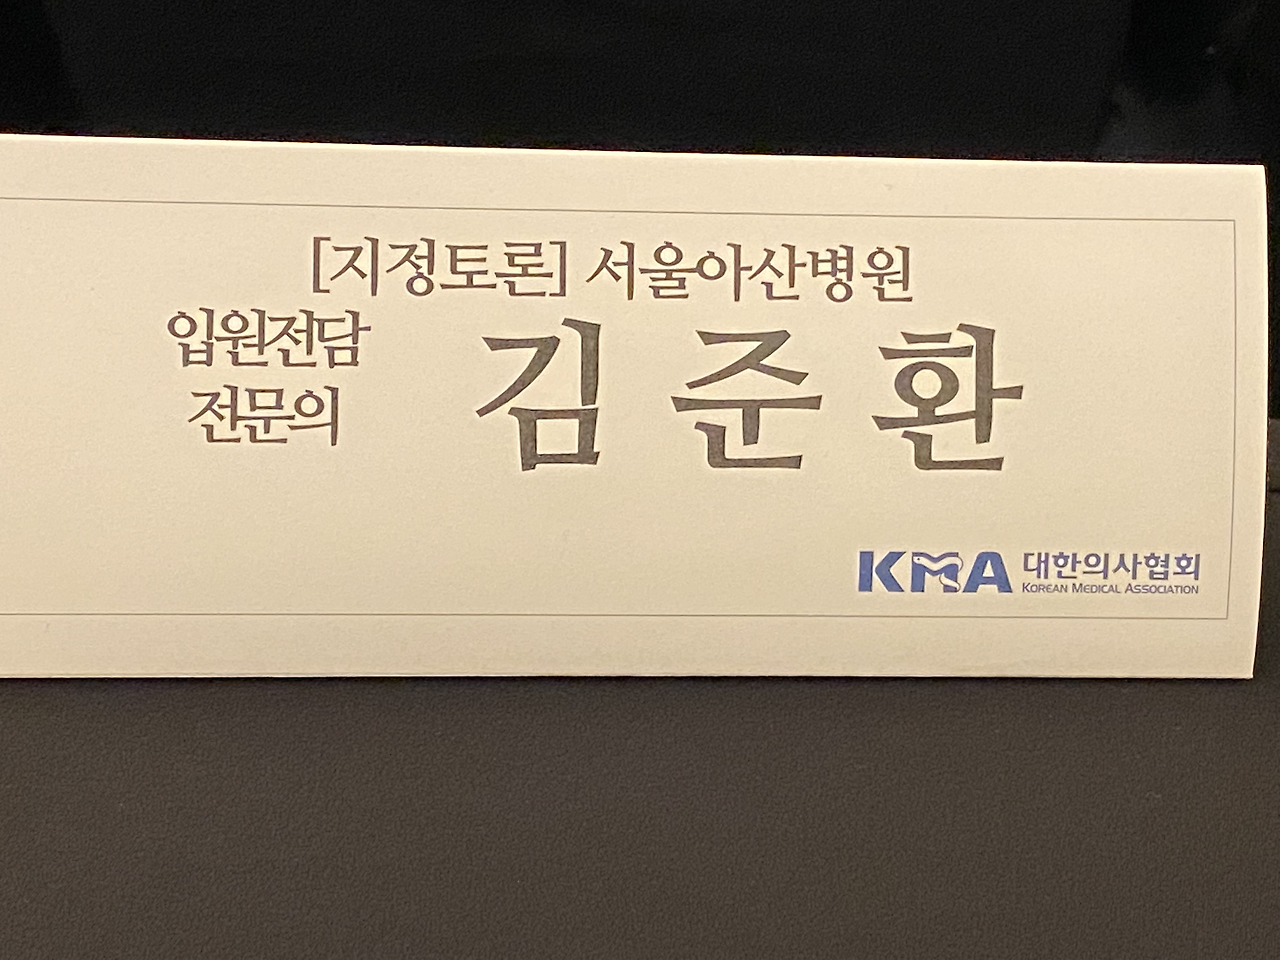 [지정토론] 서울아산병원
입원전담
전문의
김준환
KMA 대한의사협회
KOREAN MEDICAL ASSOCIATION